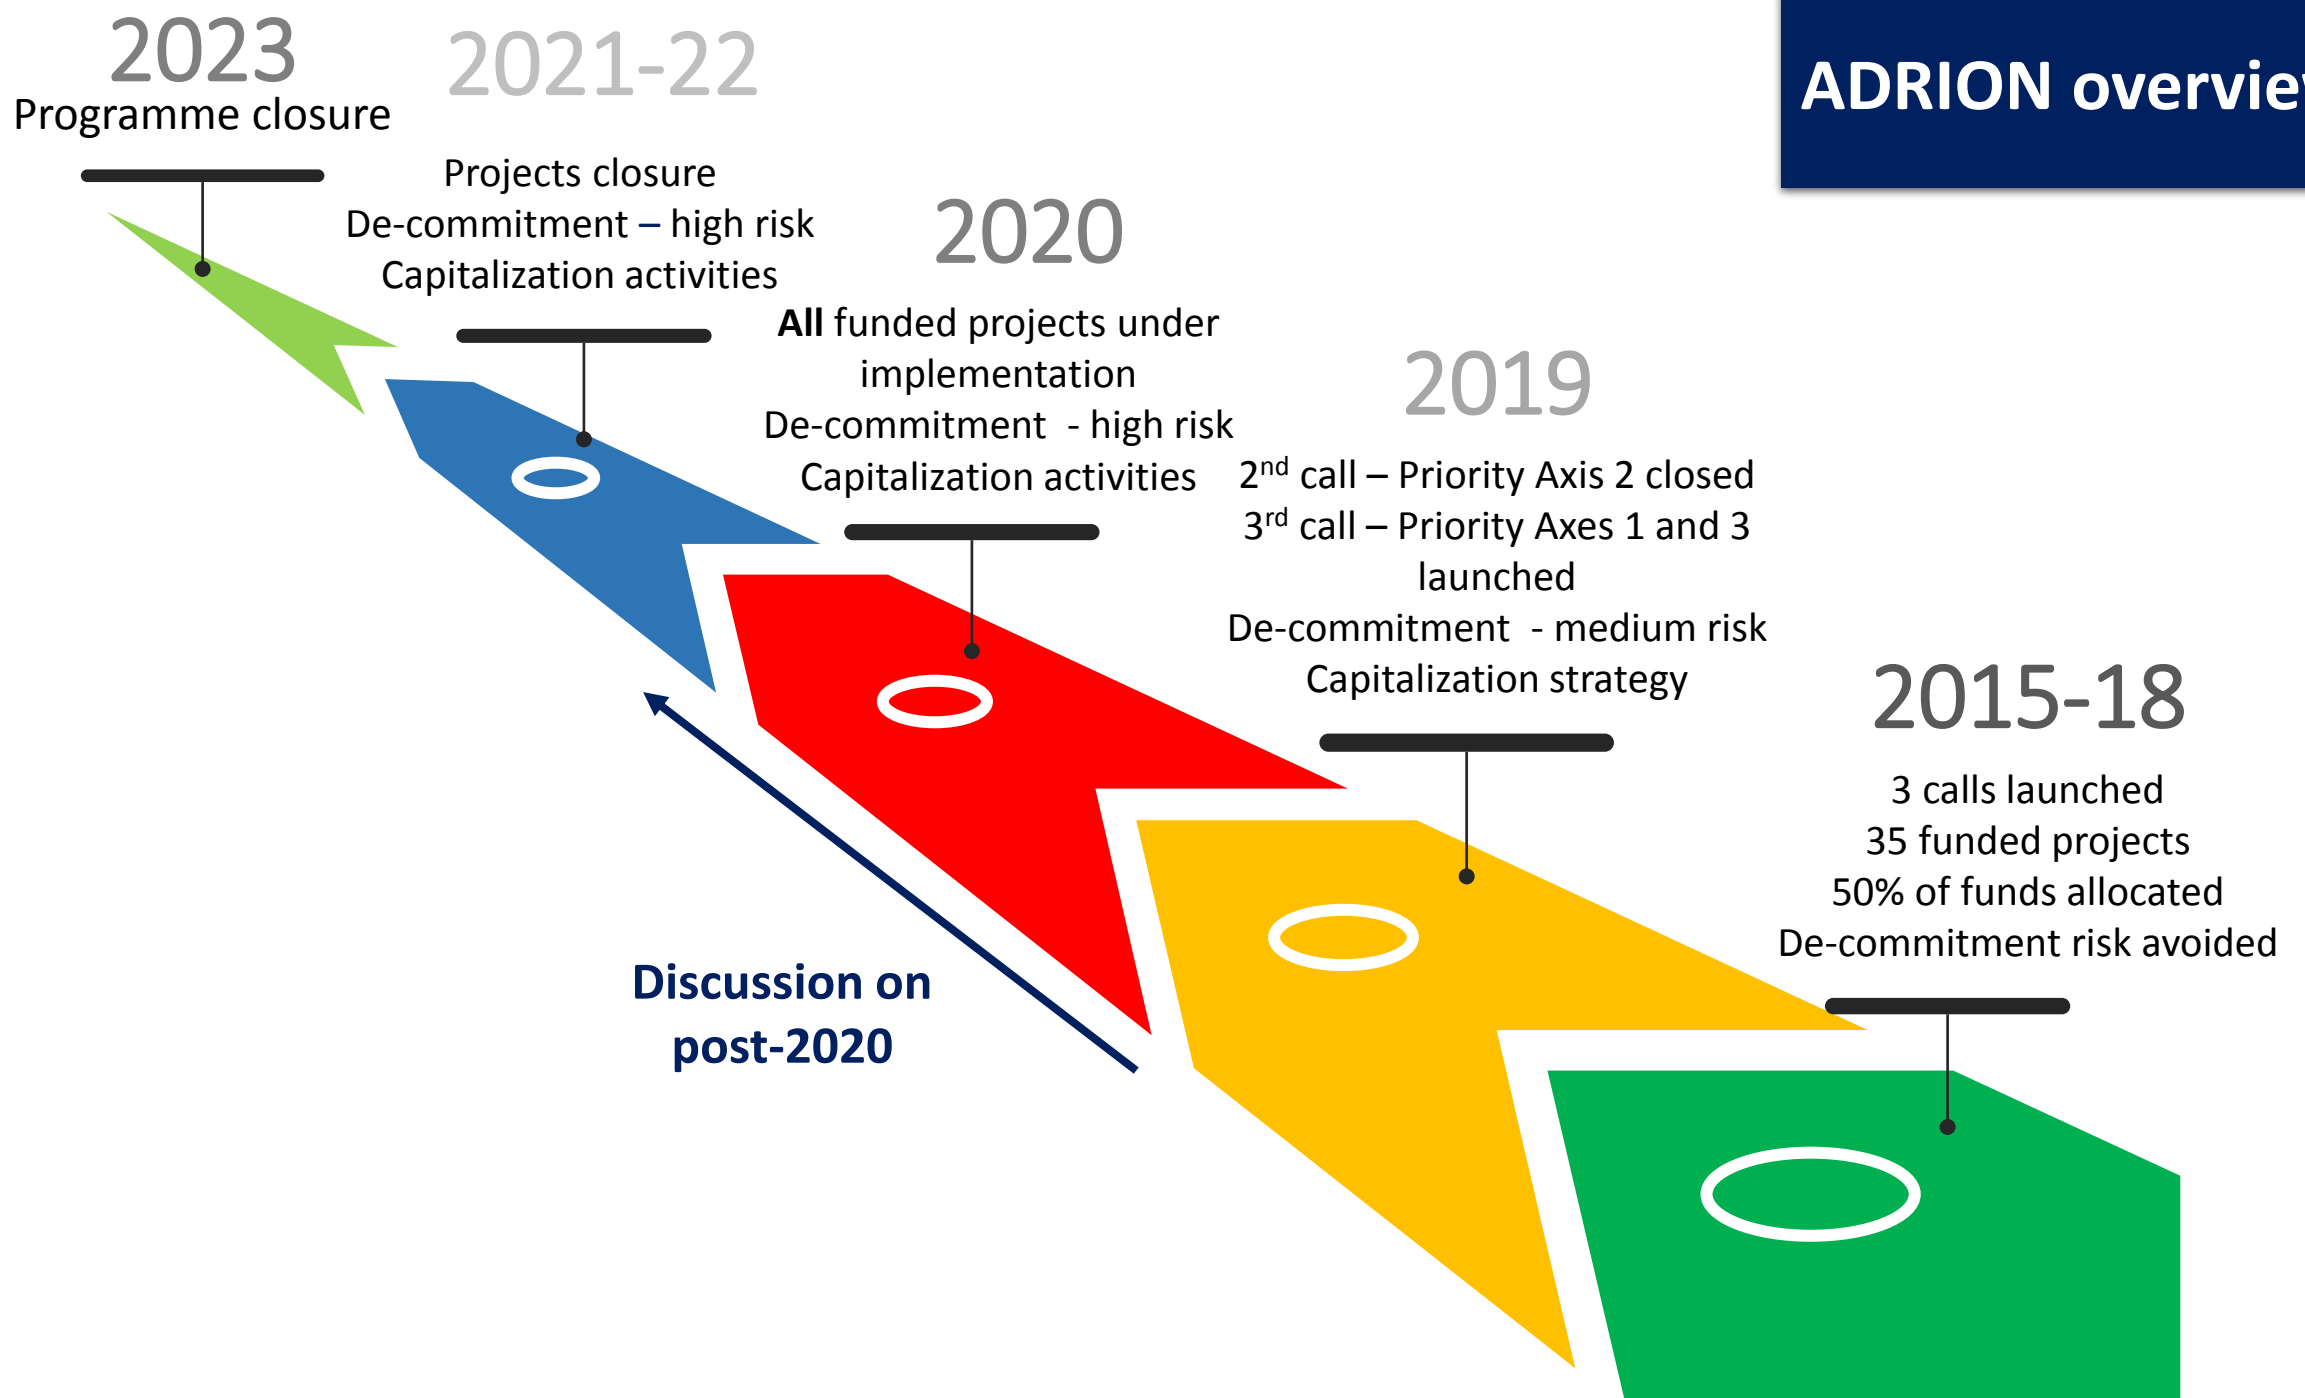 2023
Programme closure
2021-22
Projects closure
De-commitment – high risk
Capitalization activities
2020
All funded projects under
implementation
De-commitment  - high risk
Capitalization activities
2019
2nd call – Priority Axis 2 closed
3rd call – Priority Axes 1 and 3
launched
De-commitment  - medium risk
Capitalization strategy
2015-18
3 calls launched
35 funded projects
50% of funds allocated
De-commitment risk avoided
Discussion on
post-2020
ADRION overview